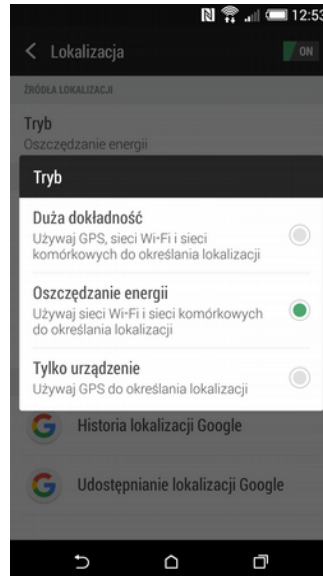 12:53
Lokalizacja
ON
ŹRÓDŁA LOKALIZACJI
Tryb
Oszczędzanie energii
Tryb
Duża dokładność
Używaj GPS, sieci Wi-Fi i sieci
komórkowych do określania lokalizacji
Oszczędzanie energii
Używaj sieci Wi-Fi i sieci komórkowych
do określania lokalizacji
Tylko urządzenie
Używaj GPS do określania lokalizacji
Historia lokalizacji Google
Udostępnianie lokalizacji Google